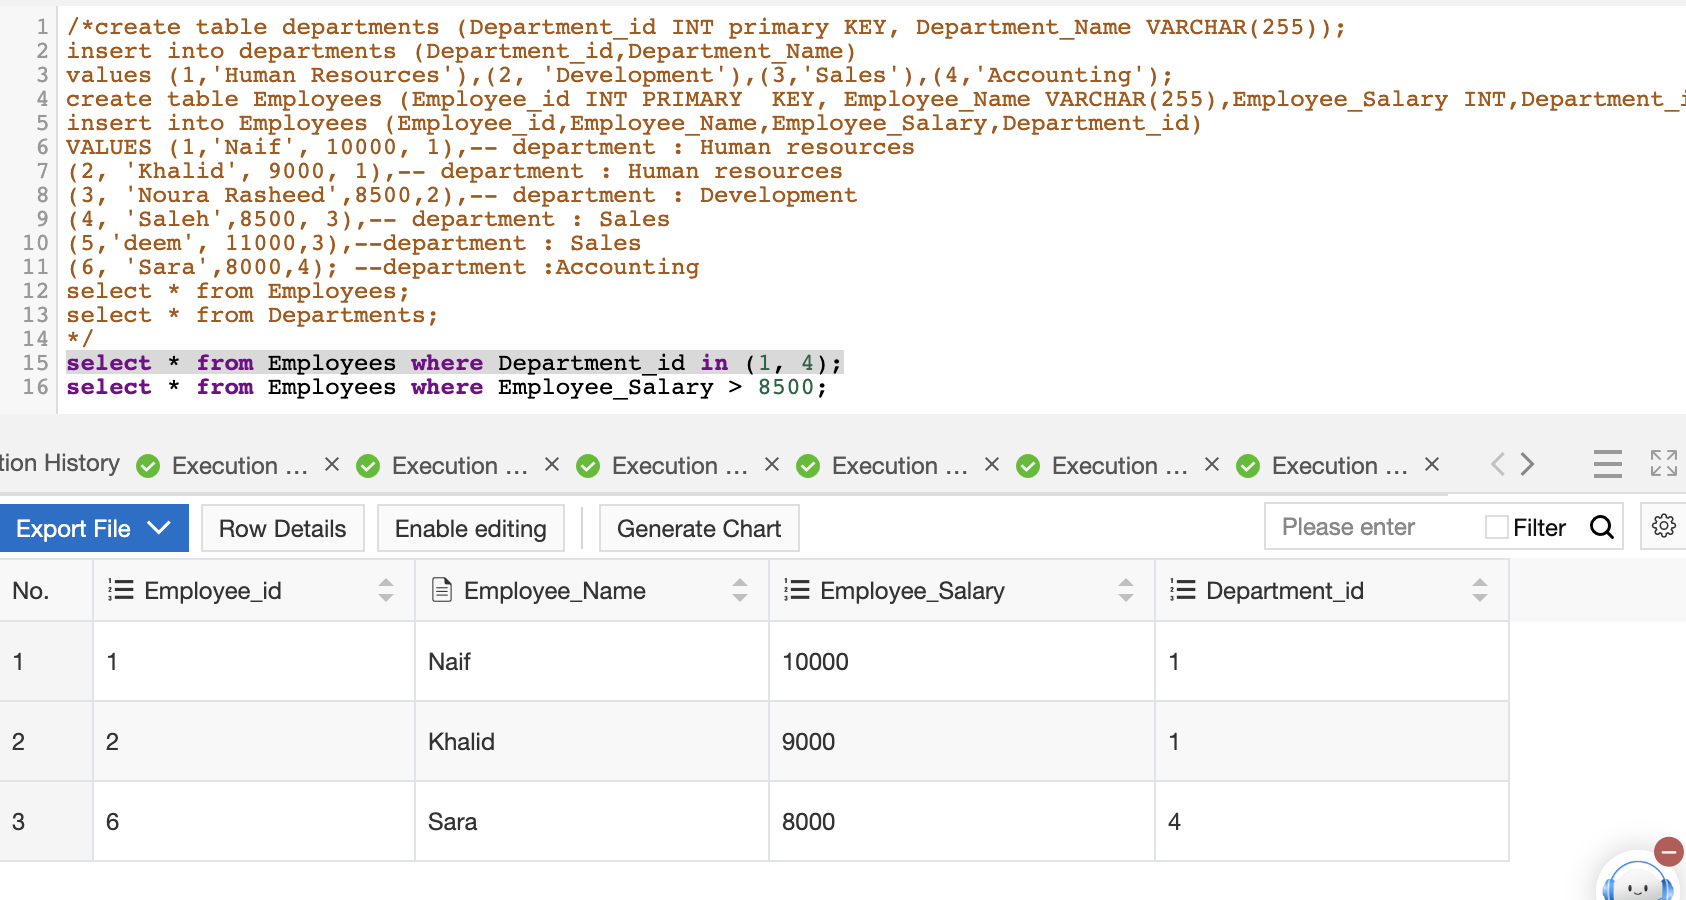 1 /*create table departments (Department_id INT primary KEY, Department_Name VARCHAR(255));
2 insert into departments (Department_id,Department_Name)
3 values (1,'Human Resources'),(2, 'Development'),(3,'Sales'),(4,'Accounting');
4 create table Employees (Employee_id INT PRIMARY  KEY, Employee_Name VARCHAR(255),Employee_Salary INT,Department_i
5 insert into Employees (Employee_id,Employee_Name,Employee_Salary,Department_id)
6 VALUES (1,'Naif', 10000, 1),-- department : Human resources
7 (2, 'Khalid', 9000, 1),-- department : Human resources
8 (3, 'Noura Rasheed',8500,2),-- department : Development
9 (4, 'Saleh',8500, 3),-- department : Sales
10 (5,'deem', 11000,3),--department : Sales
11 (6, 'Sara',8000,4); --department :Accounting
12 select * from Employees;
13 select * from Departments;
14 */
15 select * from Employees where Department_id in (1, 4);
16 select * from Employees where Employee_Salary > 8500;
tion History Execution ... × Execution ... × Execution ... × Execution ... × Execution ... × Execution ... ×
Export File Row Details Enable editing Generate Chart Please enter Filter
No. Employee_id Employee_Name Employee_Salary Department_id
1 1 Naif 10000 1
2 2 Khalid 9000 1
3 6 Sara 8000 4